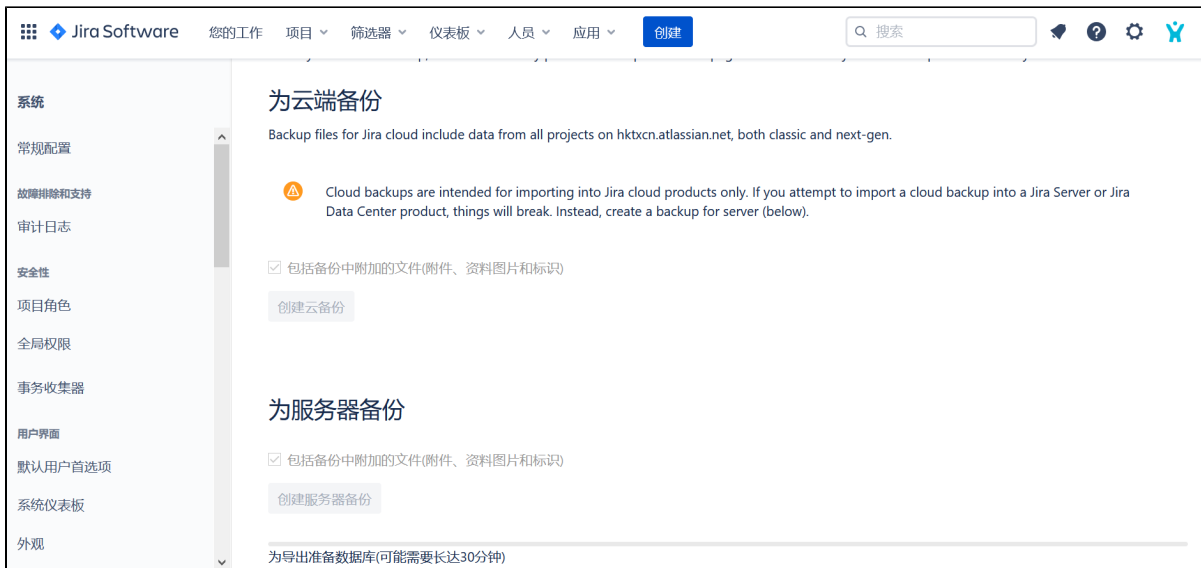 Jira Software 您的工作 项目 筛选器 仪表板 人员 应用 创建 搜索
系统
常规配置
故障排除和支持
审计日志
安全性
项目角色
全局权限
事务收集器
用户界面
默认用户首选项
系统仪表板
外观
为云端备份
Backup files for Jira cloud include data from all projects on hktxcn.atlassian.net, both classic and next-gen.
Cloud backups are intended for importing into Jira cloud products only. If you attempt to import a cloud backup into a Jira Server or Jira
Data Center product, things will break. Instead, create a backup for server (below).
包括备份中附加的文件(附件、资料图片和标识)
创建云备份
为服务器备份
包括备份中附加的文件(附件、资料图片和标识)
创建服务器备份
为导出准备数据库(可能需要长达30分钟)